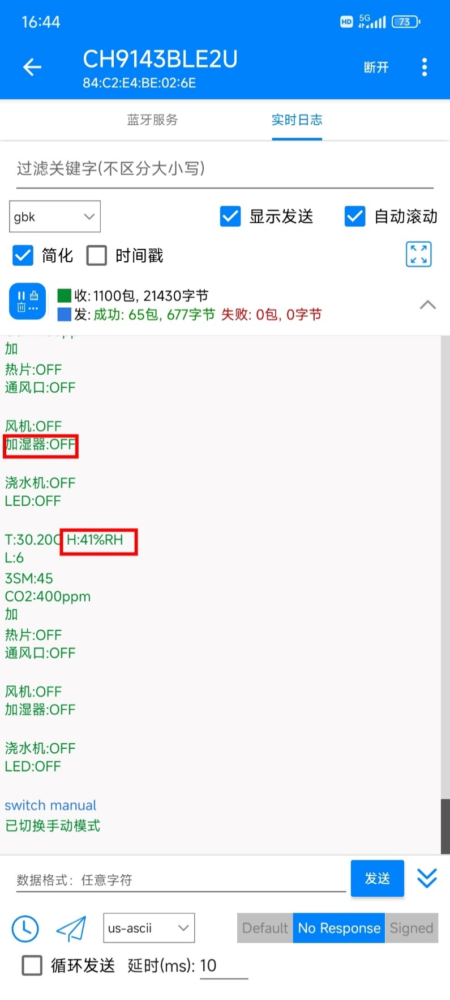 16:44
HD 5G 73
CH9143BLE2U
84:C2:E4:BE:02:6E
断开
蓝牙服务 实时日志
过滤关键字(不区分大小写)
gbk 显示发送 自动滚动
简化 时间戳
收: 1100包, 21430字节
发: 成功: 65包, 677字节 失败: 0包, 0字节
加
热片:OFF
通风口:OFF
风机:OFF
加湿器:OFF
浇水机:OFF
LED:OFF
T:30.20C H:41%RH
L:6
3SM:45
CO2:400ppm
加
热片:OFF
通风口:OFF
风机:OFF
加湿器:OFF
浇水机:OFF
LED:OFF
switch manual
已切换手动模式
数据格式: 任意字符 发送
us-ascii Default No Response Signed
循环发送 延时(ms): 10